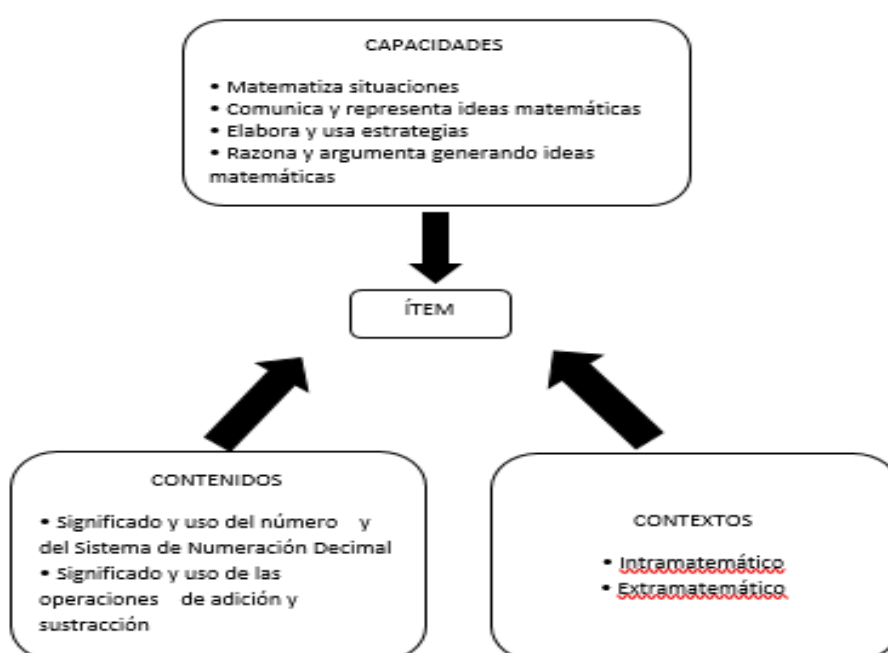 CAPACIDADES
• Matematiza situaciones
• Comunica y representa ideas matemáticas
• Elabora y usa estrategias
• Razona y argumenta generando ideas
matemáticas
ÍTEM
CONTENIDOS
• Significado y uso del número y
del Sistema de Numeración Decimal
• Significado y uso de las
operaciones de adición y
sustracción
CONTEXTOS
• Intramatemático
• Extramatemático